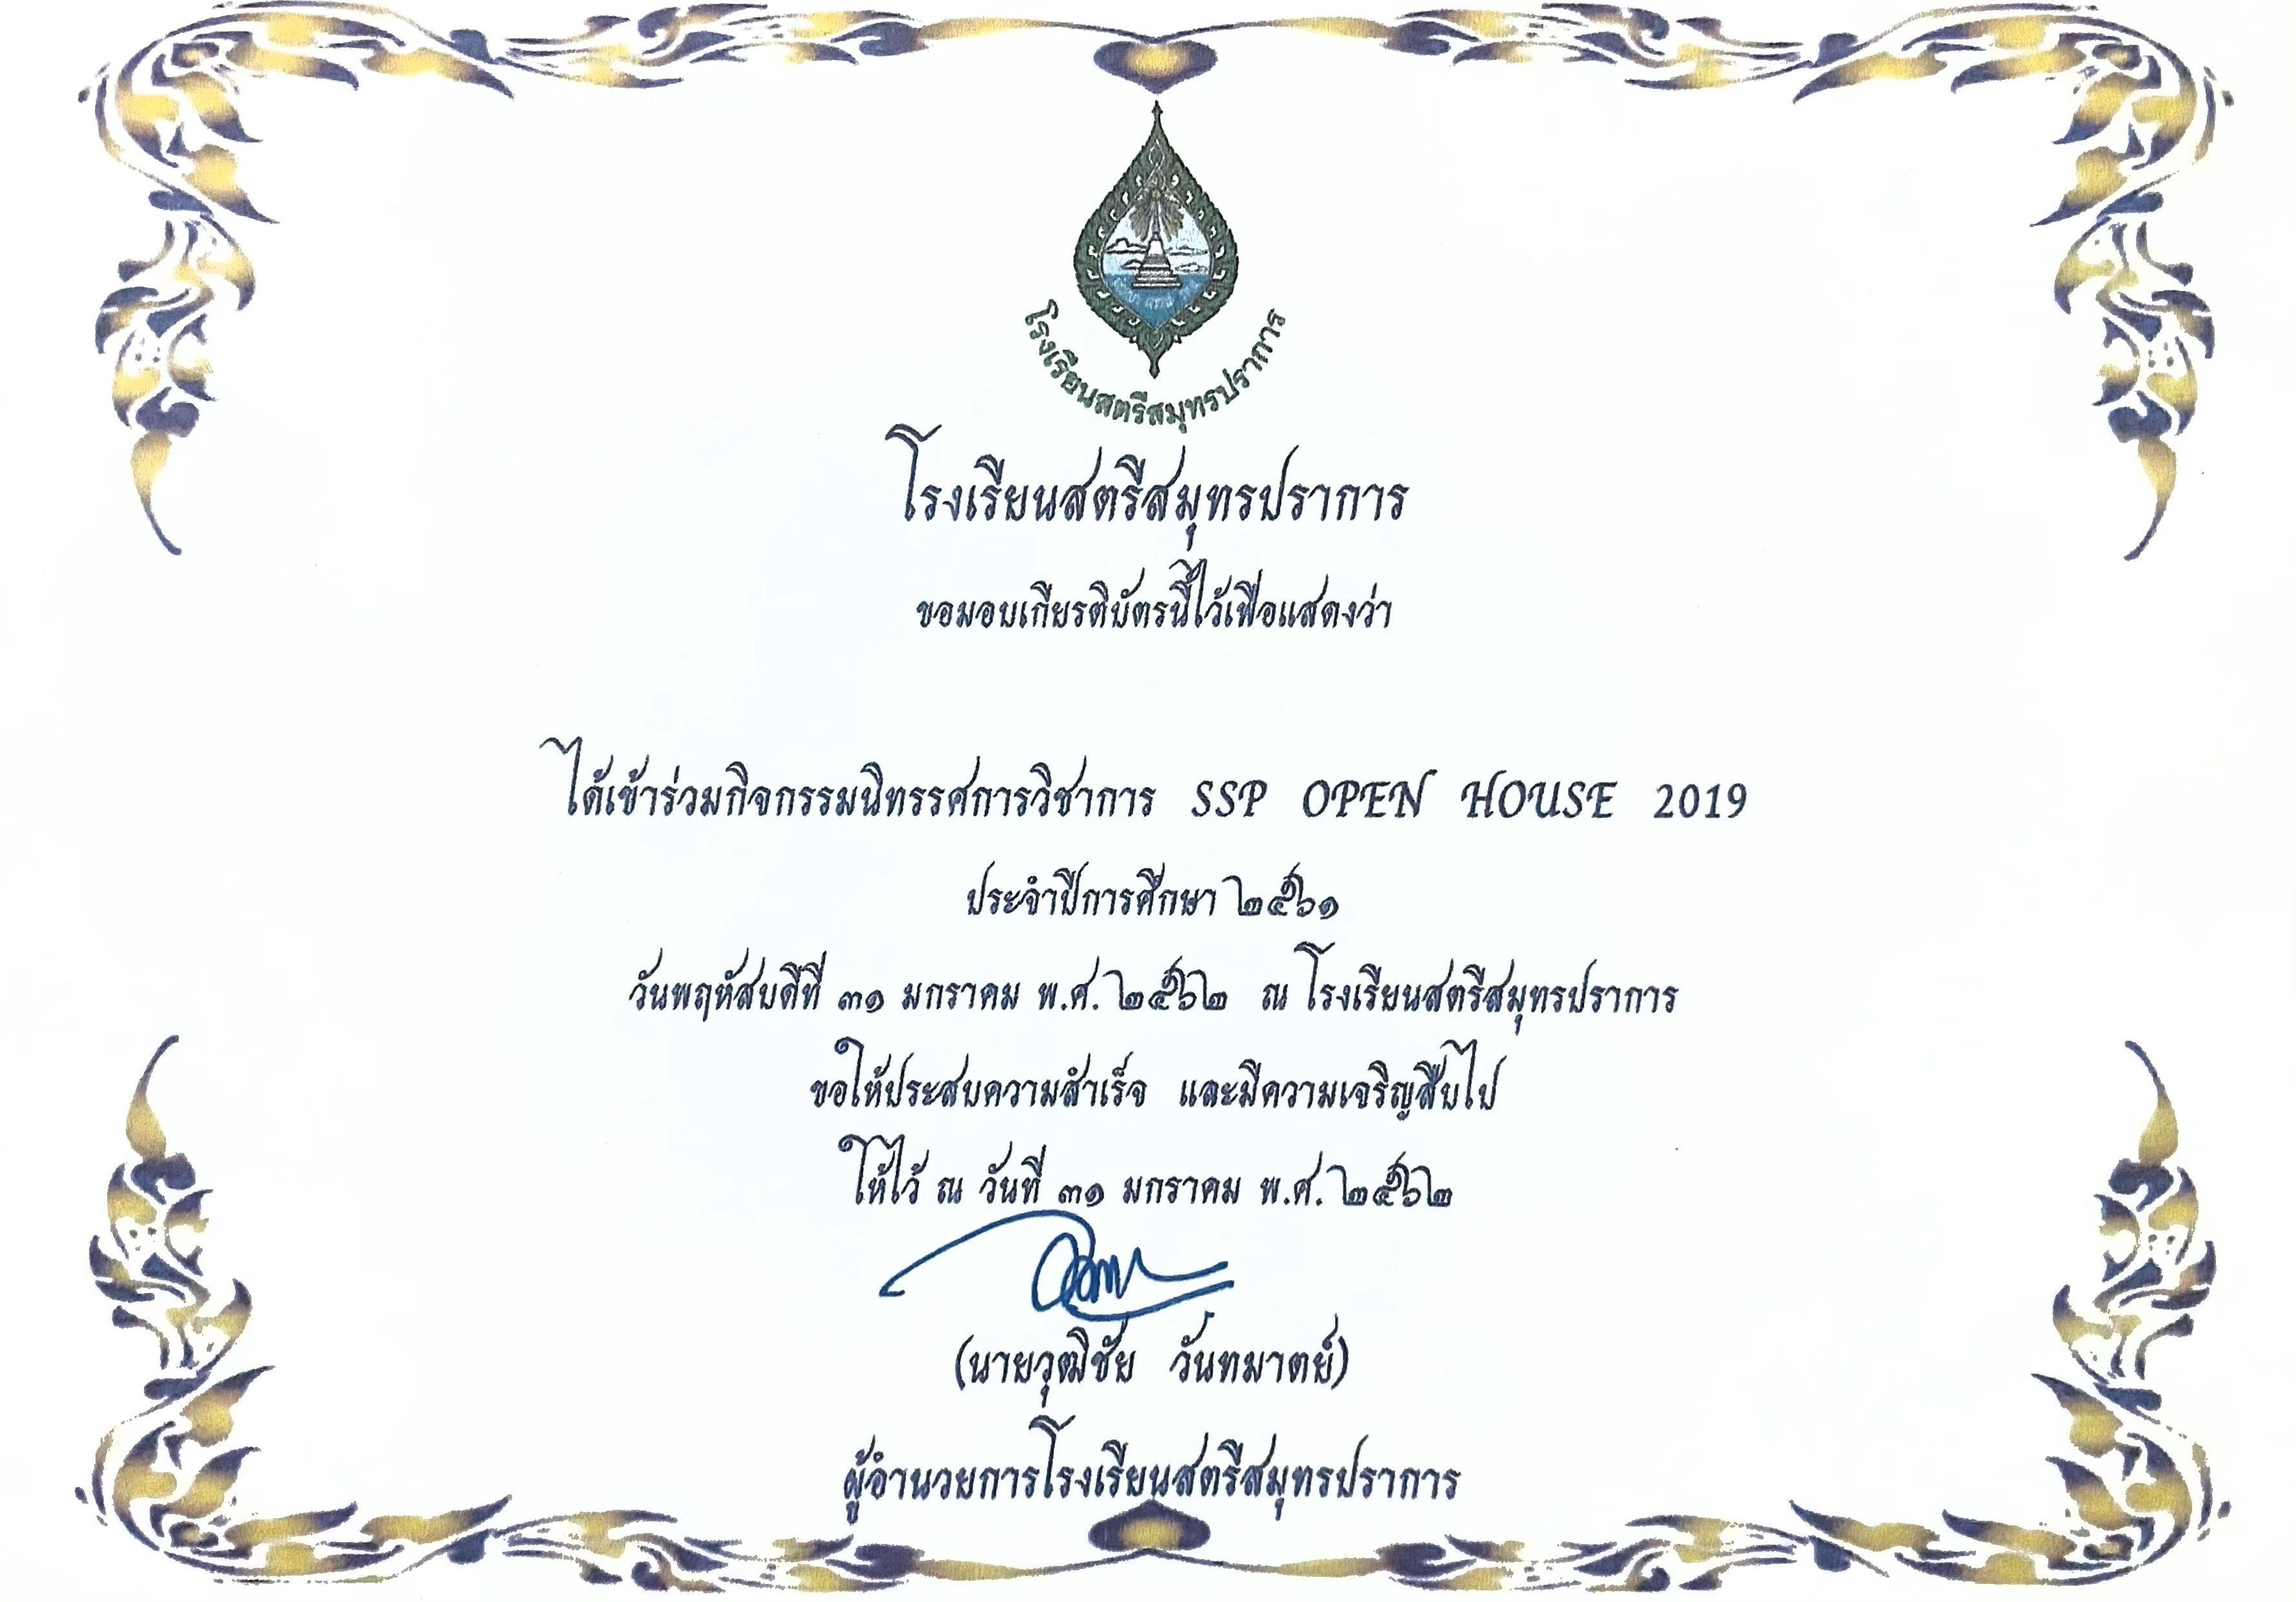 โรงเรียนสตรีสมุทรปราการ
โรงเรียนสตรีสมุทรปราการ
ขอมอบเกียรติบัตรนี้ไว้เพื่อแสดงว่า
ได้เข้าร่วมกิจกรรมนิทรรศการวิชาการ SSP OPEN HOUSE 2019
ประจำปีการศึกษา ๒๕๖๑
วันพฤหัสบดีที่ ๓๑ มกราคม พ.ศ. ๒๕๖๒ ณ โรงเรียนสตรีสมุทรปราการ
ขอให้ประสบความสำเร็จ และมีความเจริญสืบไป
ให้ไว้ ณ วันที่ ๓๑ มกราคม พ.ศ. ๒๕๖๒
(นายวุฒิชัย วันทมาตย์)
ผู้อำนวยการโรงเรียนสตรีสมุทรปราการ